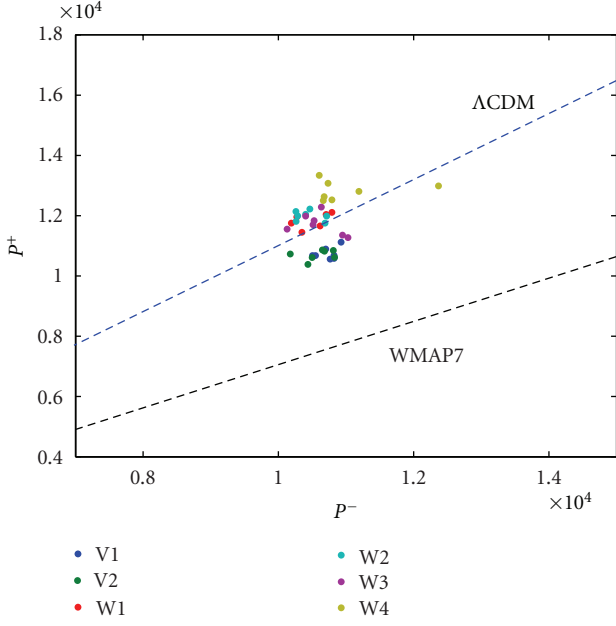 ×10⁴
1.8
1.6
ΛCDM
1.4
1.2
P⁺
1
0.8
WMAP7
0.6
0.4
0.8
1
1.2
1.4
P⁻
×10⁴
V1
W2
V2
W3
W1
W4